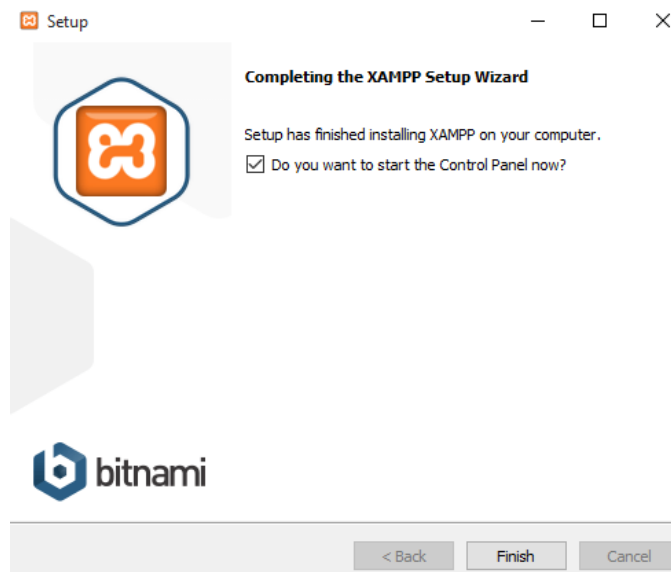 Setup
Completing the XAMPP Setup Wizard
Setup has finished installing XAMPP on your computer.
Do you want to start the Control Panel now?
bitnami
< Back Finish Cancel